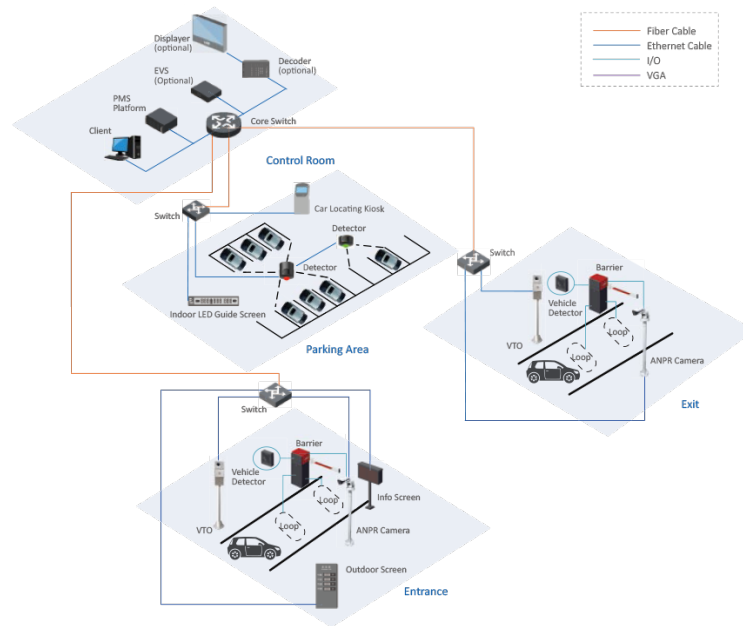 Displayer
(optional)
Decoder
(optional)
EVS
(Optional)
PMS
Platform
Client
Core Switch
Fiber Cable
Ethernet Cable
I/O
VGA
Control Room
Switch
Car Locating Kiosk
Detector
Detector
Indoor LED Guide Screen
Parking Area
Switch
Barrier
Vehicle
Detector
Loop
Loop
VTO
ANPR Camera
Exit
Switch
Barrier
Vehicle
Detector
Info Screen
Loop
Loop
VTO
ANPR Camera
Outdoor Screen
Entrance